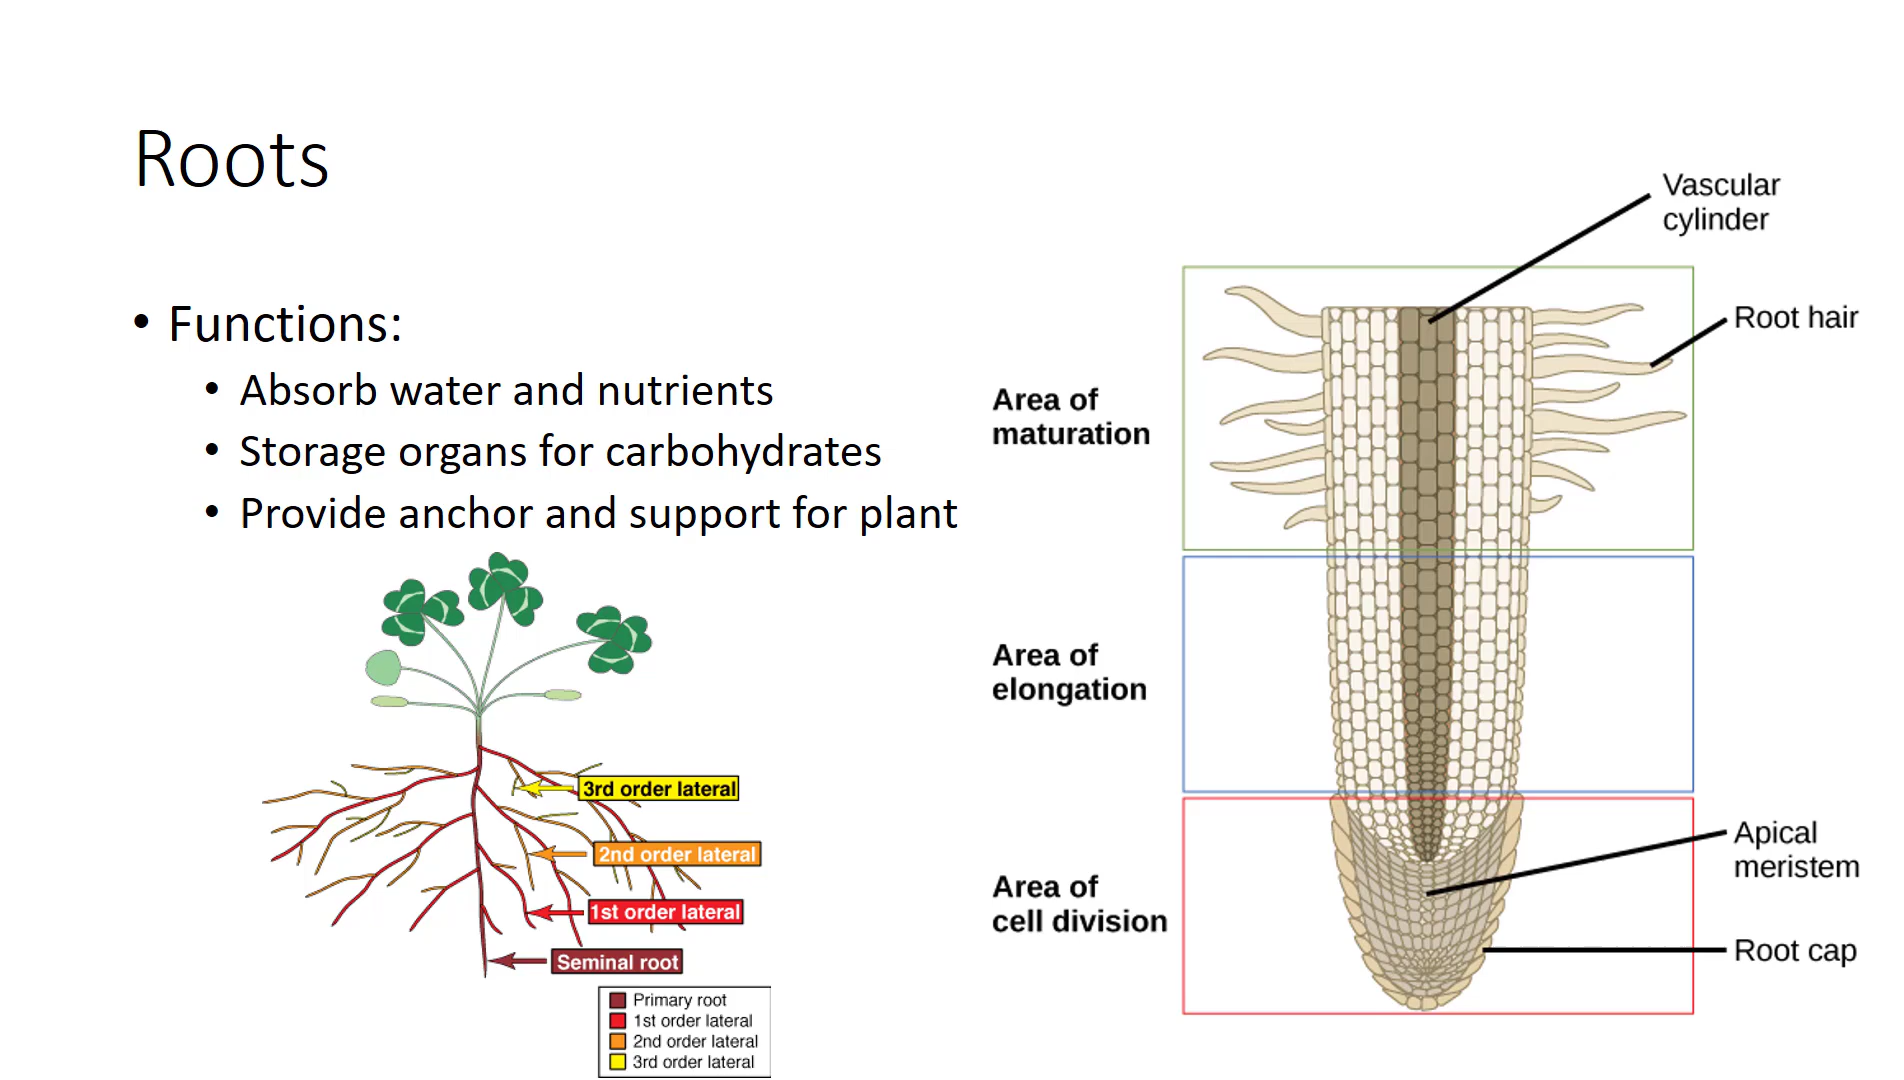 Roots
• Functions:
• Absorb water and nutrients
• Storage organs for carbohydrates
• Provide anchor and support for plant
3rd order lateral
2nd order lateral
1st order lateral
Seminal root
Primary root
1st order lateral
2nd order lateral
3rd order lateral
Vascular
cylinder
Root hair
Area of
maturation
Area of
elongation
Area of
cell division
Apical
meristem
Root cap